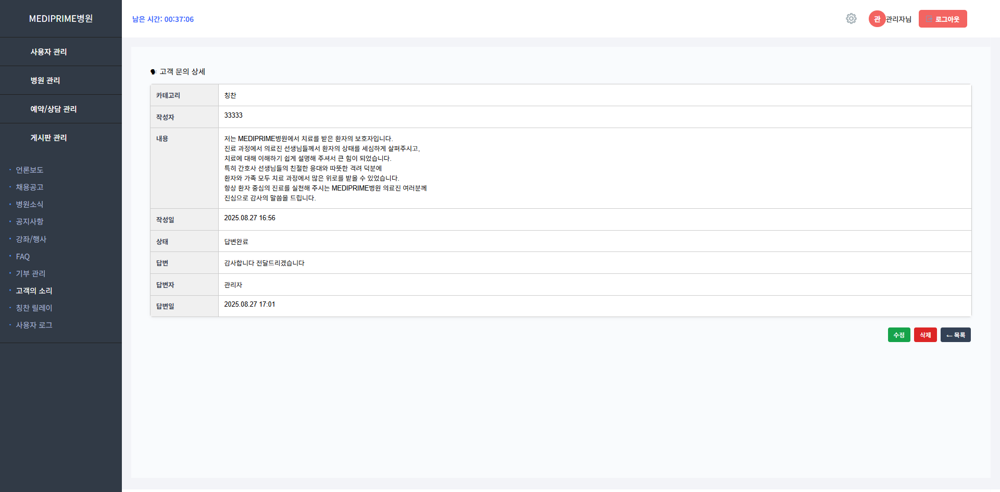 MEDIPRIME병원
사용자 관리
병원 관리
예약/상담 관리
게시판 관리
· 언론보도
· 채용공고
· 병원소식
· 공지사항
· 강좌/행사
· FAQ
· 기부 관리
· 고객의 소리
· 칭찬 릴레이
· 사용자 로그
남은 시간: 00:37:06
관 관리자님 로그아웃
고객 문의 상세
카테고리 칭찬
작성자 33333
내용 저는 MEDIPRIME병원에서 치료를 받은 환자의 보호자입니다.
진료 과정에서 의료진 선생님들께서 환자의 상태를 세심하게 살펴주시고,
치료에 대해 이해하기 쉽게 설명해 주셔서 큰 힘이 되었습니다.
특히 간호사 선생님들의 친절한 응대와 따뜻한 격려 덕분에
환자와 가족 모두 치료 과정에서 많은 위로를 받을 수 있었습니다.
항상 환자 중심의 진료를 실천해 주시는 MEDIPRIME병원 의료진 여러분께
진심으로 감사의 말씀을 드립니다.
작성일 2025.08.27 16:56
상태 답변완료
답변 감사합니다 전달드리겠습니다
답변자 관리자
답변일 2025.08.27 17:01
수정 삭제 ← 목록